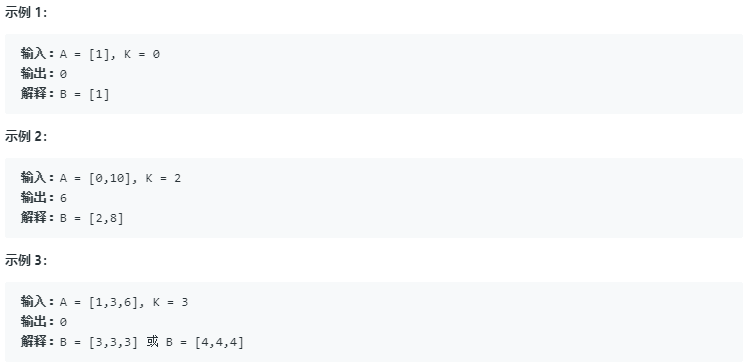 示例 1：
输入：A = [1], K = 0
输出：0
解释：B = [1]
示例 2：
输入：A = [0,10], K = 2
输出：6
解释：B = [2,8]
示例 3：
输入：A = [1,3,6], K = 3
输出：0
解释：B = [3,3,3] 或 B = [4,4,4]